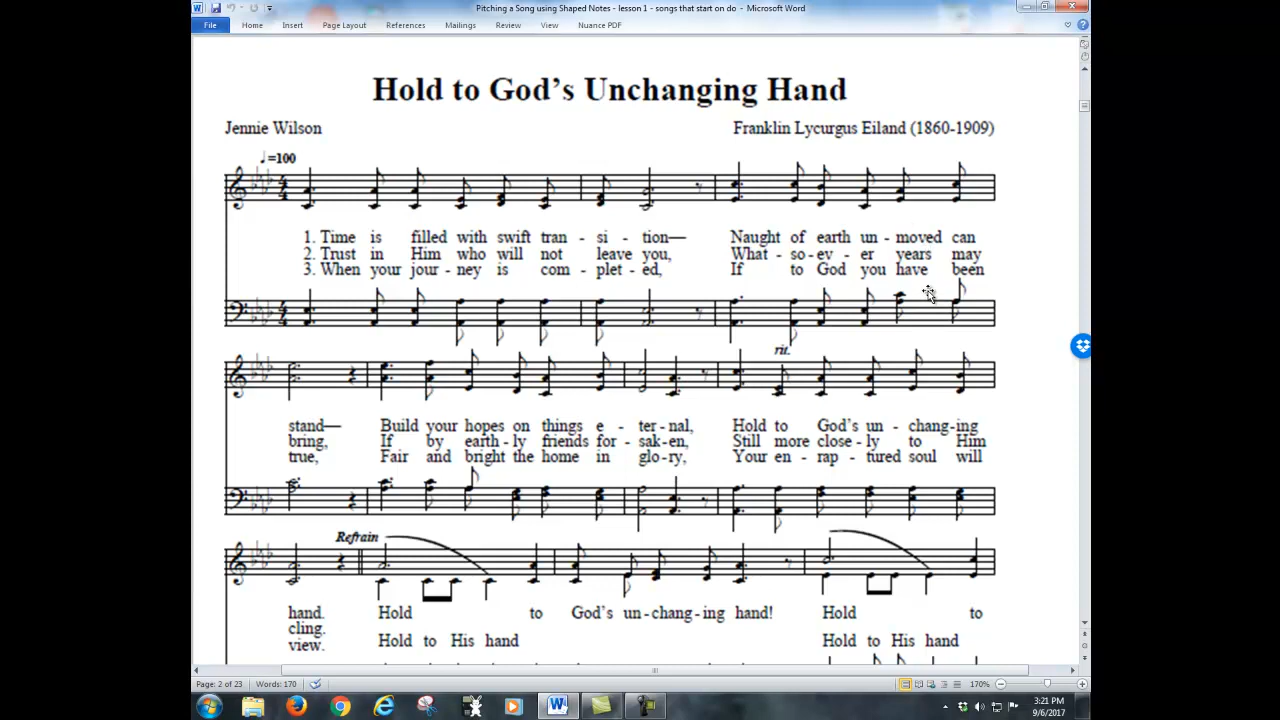 Pitching a Song using Shaped Notes - lesson 1 - songs that start on do - Microsoft Word
File Home Insert Page Layout References Mailings Review View Nuance PDF
Hold to God's Unchanging Hand
Jennie Wilson Franklin Lycurgus Eiland (1860-1909)
♩=100
1. Time is filled with swift tran - si - tion— Naught of earth un - moved can
2. Trust in Him who will not leave you, What - so - ev - er years may
3. When your jour - ney is com - plet - ed, If to God you have been
rit.
stand— Build your hopes on things e - ter - nal, Hold to God's un - chang - ing
bring, If by earth - ly friends for - sak - en, Still more close - ly to Him
true, Fair and bright the home in glo - ry, Your en - rap - tured soul will
Refrain
hand. Hold to God's un - chang - ing hand! Hold to
cling.
view. Hold to His hand Hold to His hand
Page: 2 of 23 Words: 170 170%
3:21 PM
9/6/2017